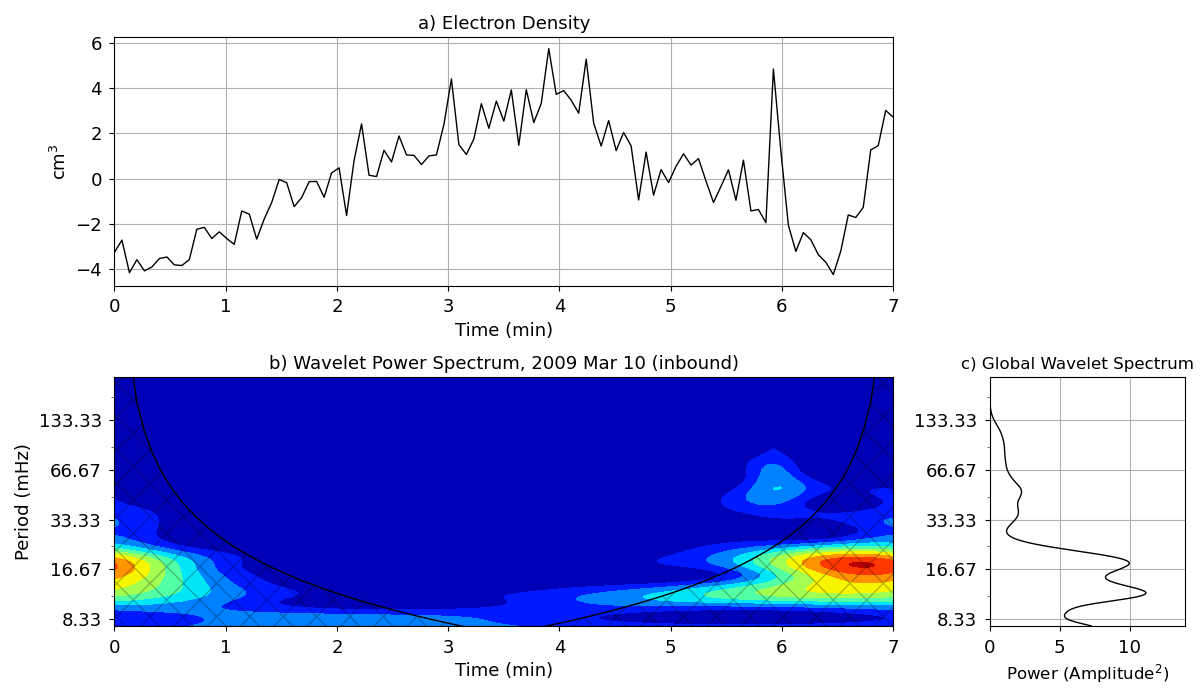 a) Electron Density
6
4
2
0
−2
−4
cm³
0 1 2 3 4 5 6 7
Time (min)
b) Wavelet Power Spectrum, 2009 Mar 10 (inbound)
133.33
66.67
33.33
16.67
8.33
Period (mHz)
0 1 2 3 4 5 6 7
Time (min)
c) Global Wavelet Spectrum
133.33
66.67
33.33
16.67
8.33
0 5 10
Power (Amplitude²)